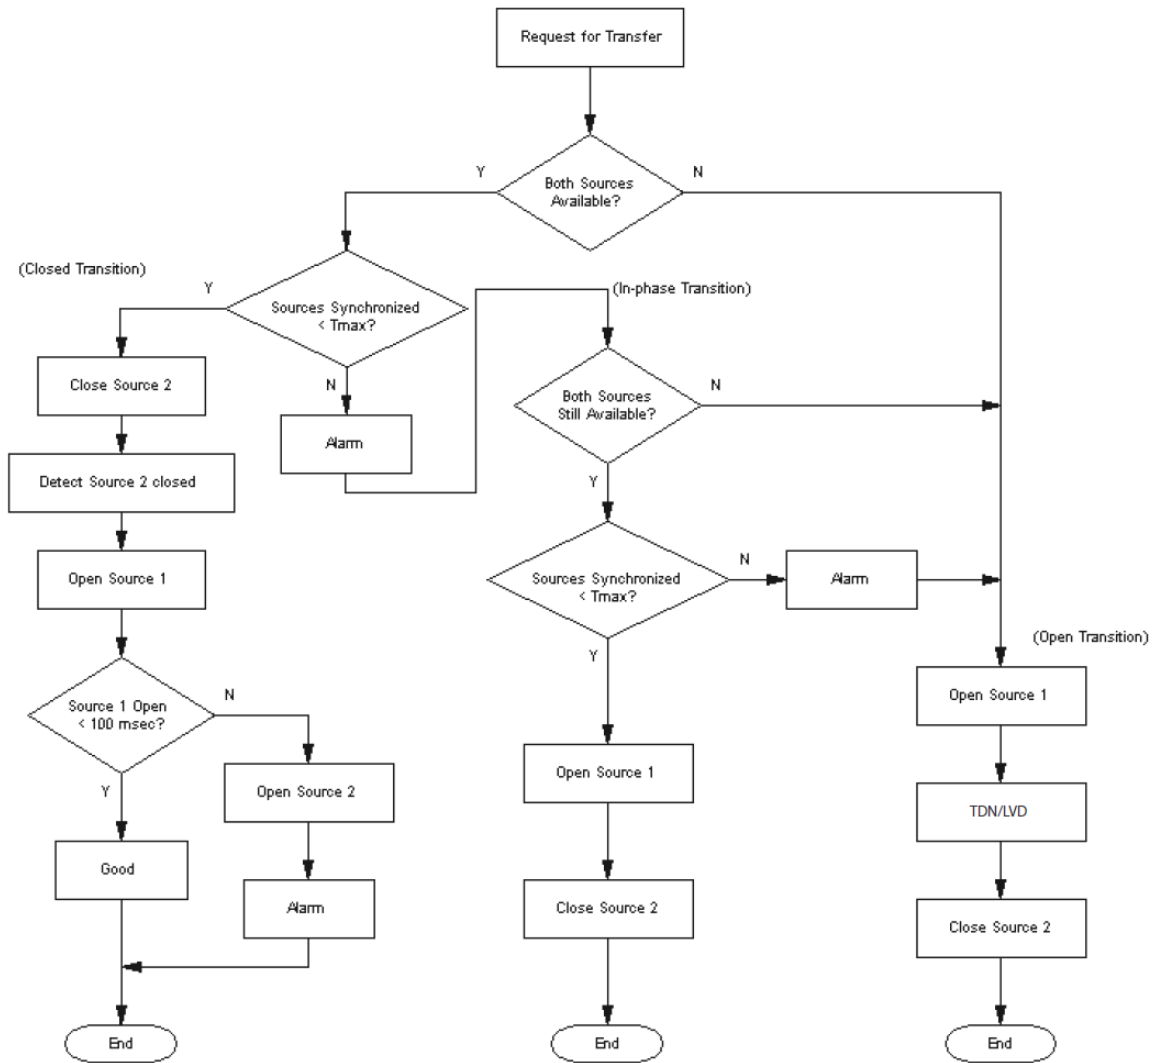 Request for Transfer
Y
Both Sources
Available?
N
(Closed Transition)
Y
Sources Synchronized
< Tmax?
N
(In-phase Transition)
Close Source 2
Alarm
Both Sources
Still Available?
N
Y
Detect Source 2 closed
Open Source 1
Sources Synchronized
< Tmax?
N
Alarm
Y
(Open Transition)
Source 1 Open
< 100 msec?
N
Y
Open Source 1
Open Source 2
Open Source 1
TDN/LVD
Good
Alarm
Close Source 2
Close Source 2
End
End
End